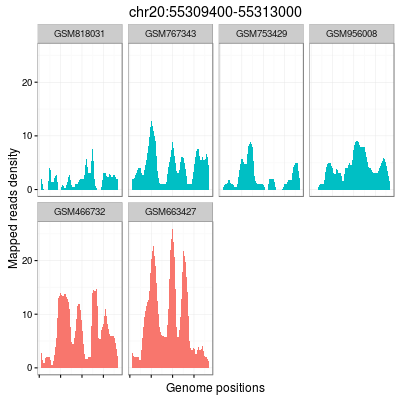 chr20:55309400-55313000
GSM818031 GSM767343 GSM753429 GSM956008
20
10
0
Mapped reads density
GSM466732 GSM663427
20
10
0
Genome positions